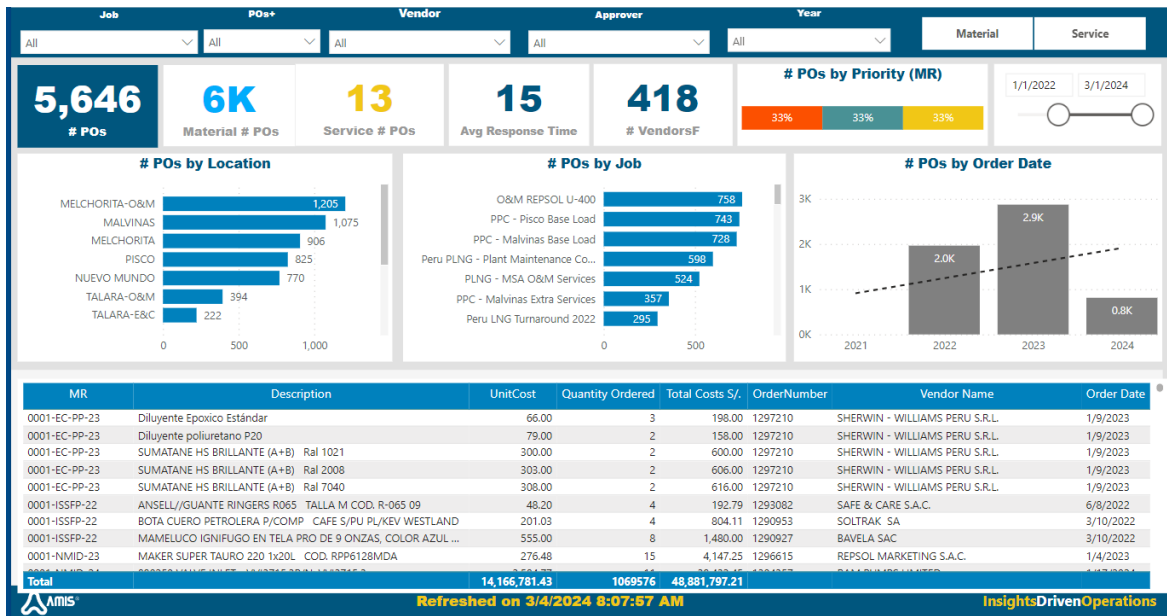 Job POs+ Vendor Approver Year
All All All All All Material Service
5,646
# POs
6K
Material # POs
13
Service # POs
15
Avg Response Time
418
# VendorsF
# POs by Priority (MR)
33% 33% 33%
1/1/2022 3/1/2024
# POs by Location
MELCHORITA-O&M 1,205
MALVINAS 1,075
MELCHORITA 906
PISCO 825
NUEVO MUNDO 770
TALARA-O&M 394
TALARA-E&C 222
0 500 1,000
# POs by Job
O&M REPSOL U-400 758
PPC - Pisco Base Load 743
PPC - Malvinas Base Load 728
Peru PLNG - Plant Maintenance Co... 598
PLNG - MSA O&M Services 524
PPC - Malvinas Extra Services 357
Peru LNG Turnaround 2022 295
0 500
# POs by Order Date
3K
2.9K
2K
2.0K
1K
0.8K
0K
2021 2022 2023 2024
MR Description UnitCost Quantity Ordered Total Costs S/. OrderNumber Vendor Name Order Date
0001-EC-PP-23 Diluyente Epoxico Estándar 66.00 3 198.00 1297210 SHERWIN - WILLIAMS PERU S.R.L. 1/9/2023
0001-EC-PP-23 Diluyente poliuretano P20 79.00 2 158.00 1297210 SHERWIN - WILLIAMS PERU S.R.L. 1/9/2023
0001-EC-PP-23 SUMATANE HS BRILLANTE (A+B) Ral 1021 300.00 2 600.00 1297210 SHERWIN - WILLIAMS PERU S.R.L. 1/9/2023
0001-EC-PP-23 SUMATANE HS BRILLANTE (A+B) Ral 2008 303.00 2 606.00 1297210 SHERWIN - WILLIAMS PERU S.R.L. 1/9/2023
0001-EC-PP-23 SUMATANE HS BRILLANTE (A+B) Ral 7040 308.00 2 616.00 1297210 SHERWIN - WILLIAMS PERU S.R.L. 1/9/2023
0001-ISSFP-22 ANSELL//GUANTE RINGERS R065 TALLA M COD. R-065 09 48.20 4 192.79 1293082 SAFE & CARE S.A.C. 6/8/2022
0001-ISSFP-22 BOTA CUERO PETROLERA P/COMP CAFE S/PU PL/KEV WESTLAND 201.03 4 804.11 1290953 SOLTRAK SA 3/10/2022
0001-ISSFP-22 MAMELUCO IGNIFUGO EN TELA PRO DE 9 ONZAS, COLOR AZUL ... 555.00 8 1,480.00 1290927 BAVELA SAC 3/10/2022
0001-NMID-23 MAKER SUPER TAURO 220 1x20L COD. RPP6128MDA 276.48 15 4,147.25 1296615 REPSOL MARKETING S.A.C. 1/4/2023
Total 14,166,781.43 1069576 48,881,797.21
AMIS Refreshed on 3/4/2024 8:07:57 AM InsightsDrivenOperations